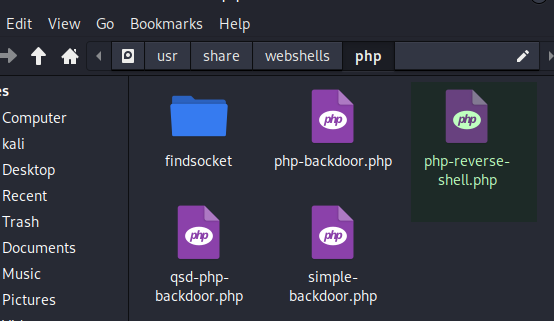 Edit View Go Bookmarks Help
usr share webshells php
Computer
kali
Desktop
Recent
Trash
Documents
Music
Pictures
php
findsocket
php
php-backdoor.php
php
php-reverse-
shell.php
php
qsd-php-
backdoor.php
php
simple-
backdoor.php